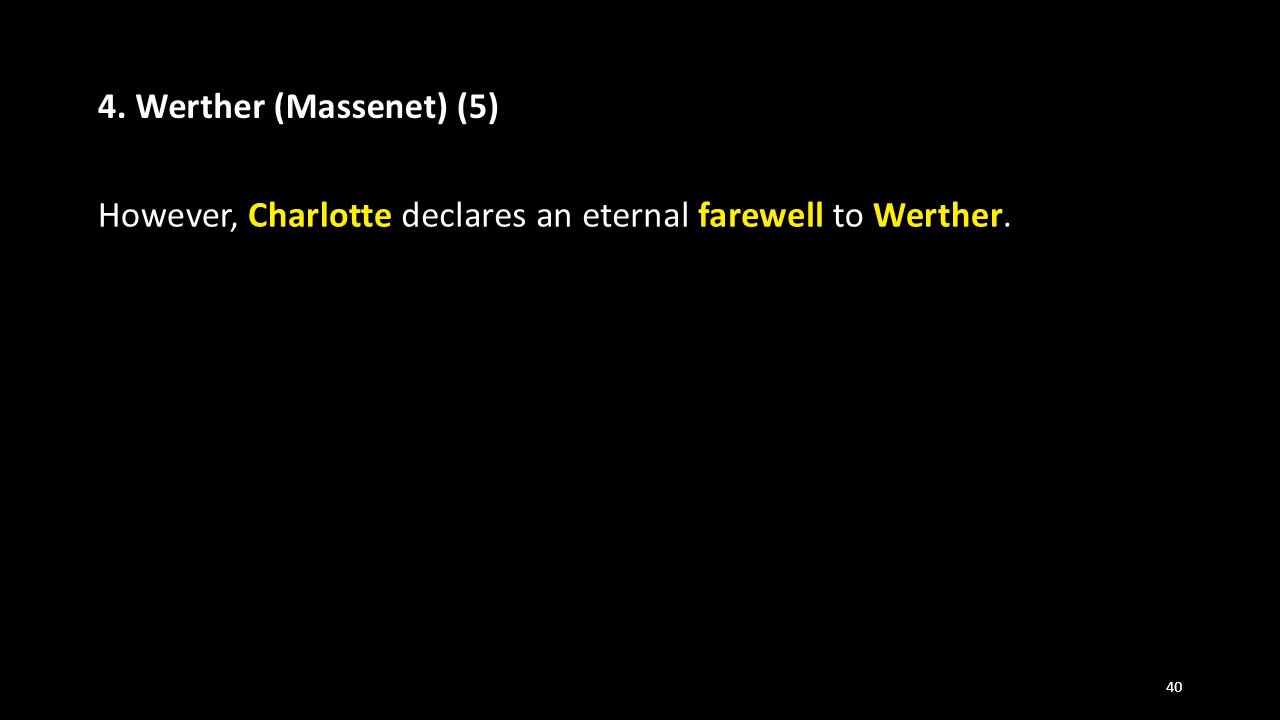 4. Werther (Massenet) (5)
However, Charlotte declares an eternal farewell to Werther.
40